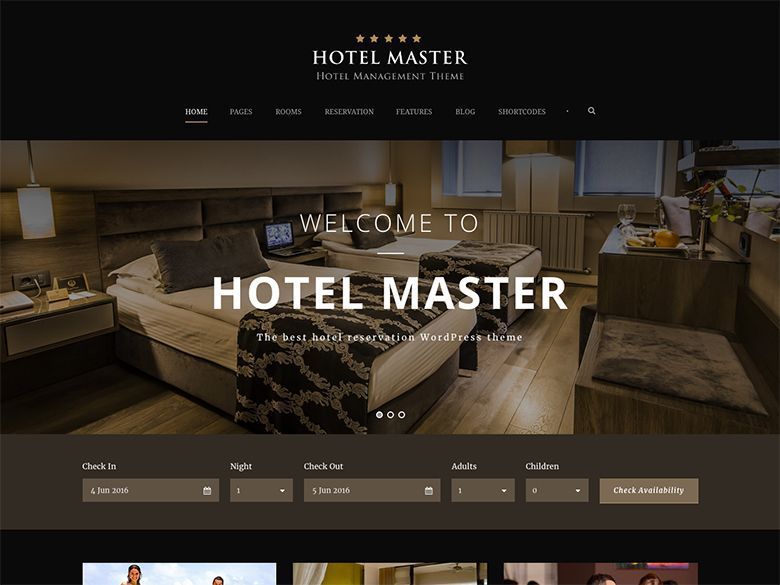 HOTEL MASTER
HOTEL MANAGEMENT THEME
HOME PAGES ROOMS RESERVATION FEATURES BLOG SHORTCODES
WELCOME TO
HOTEL MASTER
The best hotel reservation WordPress theme
Check In Night Check Out Adults Children
4 Jun 2016 1 5 Jun 2016 1 0 Check Availability